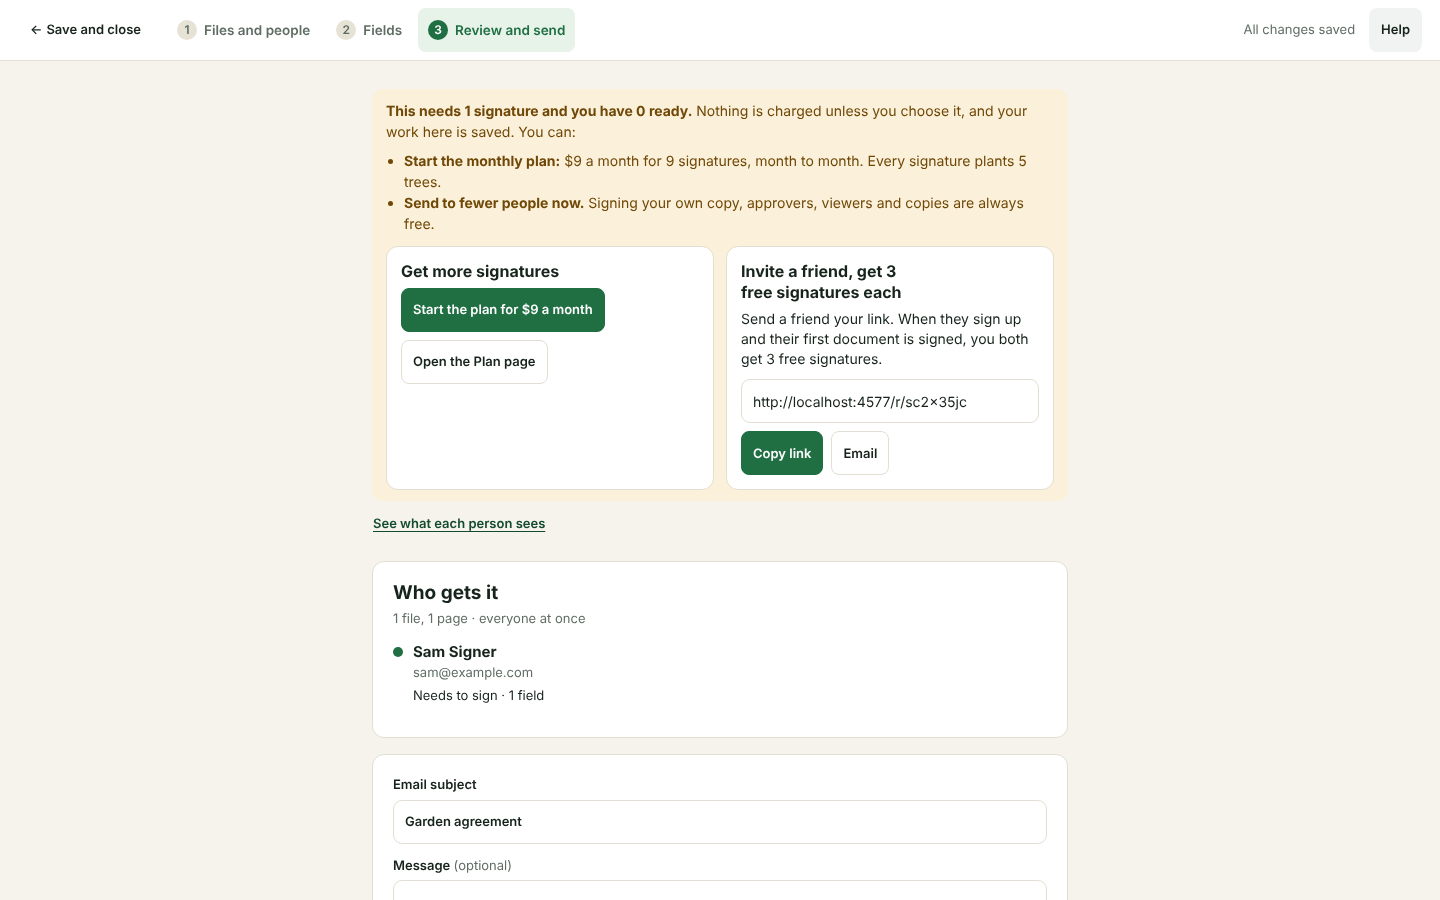 ← Save and close
1 Files and people
2 Fields
3 Review and send
All changes saved
Help
This needs 1 signature and you have 0 ready. Nothing is charged unless you choose it, and your
work here is saved. You can:
• Start the monthly plan: $9 a month for 9 signatures, month to month. Every signature plants 5
trees.
• Send to fewer people now. Signing your own copy, approvers, viewers and copies are always
free.
Get more signatures
Start the plan for $9 a month
Open the Plan page
Invite a friend, get 3
free signatures each
Send a friend your link. When they sign up
and their first document is signed, you both
get 3 free signatures.
http://localhost:4577/r/sc2×35jc
Copy link
Email
See what each person sees
Who gets it
1 file, 1 page · everyone at once
Sam Signer
sam@example.com
Needs to sign · 1 field
Email subject
Garden agreement
Message (optional)